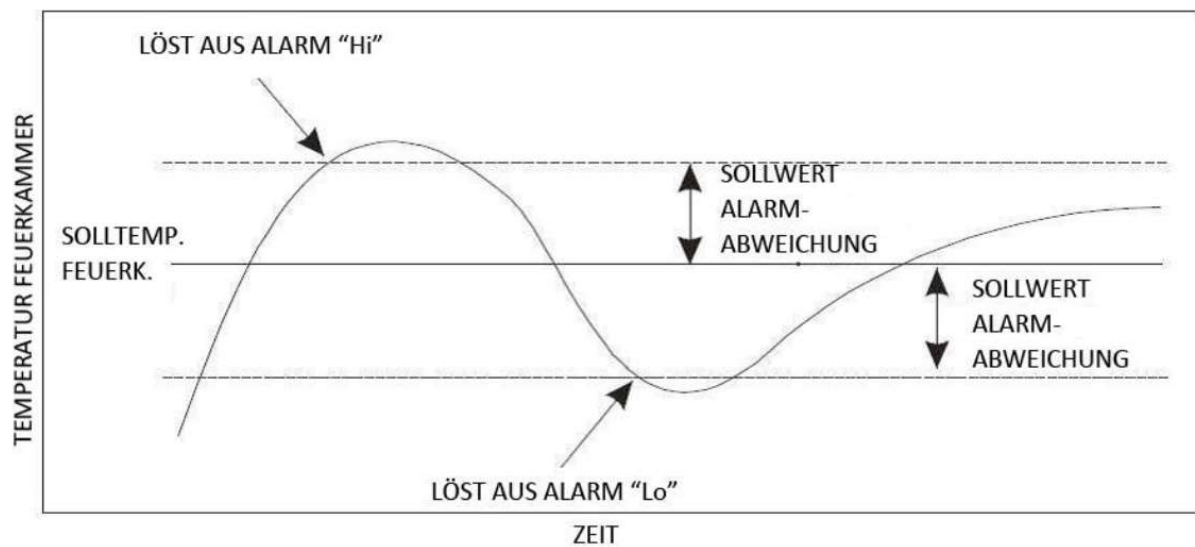 LÖST AUS ALARM “Hi”
TEMPERATUR FEUERKAMMER
SOLLTEMP.
FEUERK.
SOLLWERT
ALARM-
ABWEICHUNG
SOLLWERT
ALARM-
ABWEICHUNG
LÖST AUS ALARM “Lo”
ZEIT